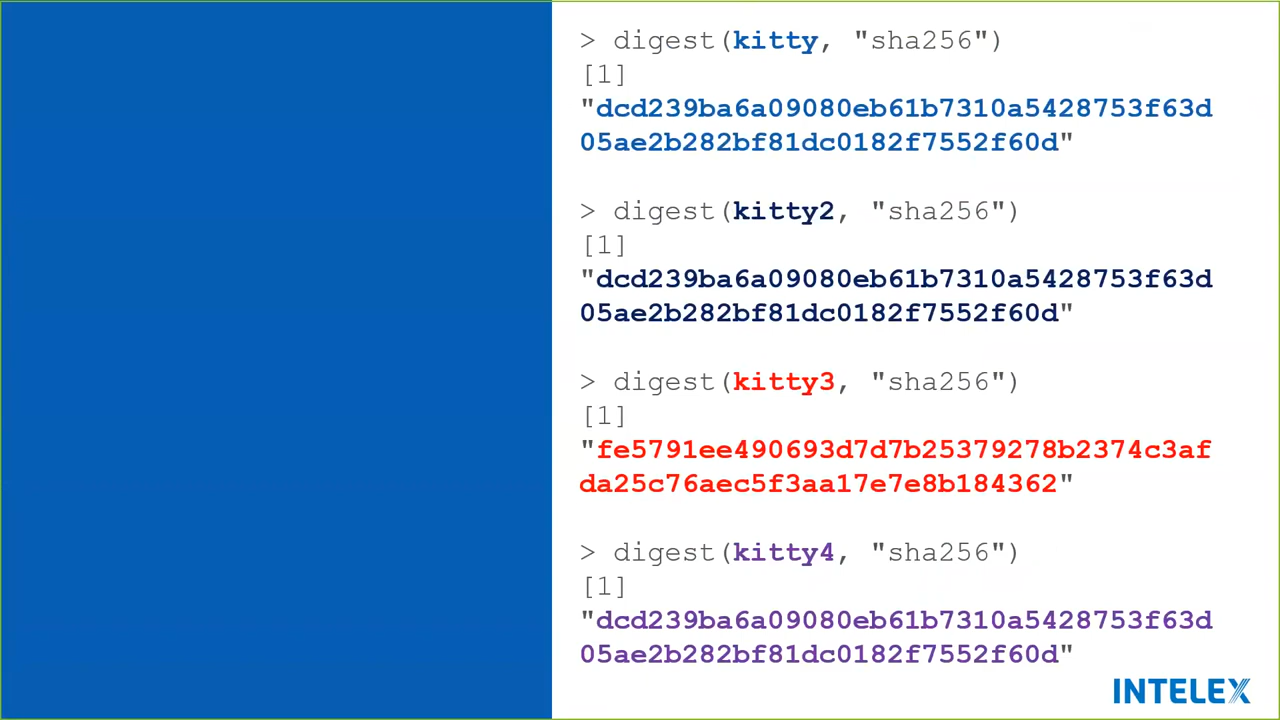 > digest(kitty, "sha256")
[1]
"dcd239ba6a09080eb61b7310a5428753f63d
05ae2b282bf81dc0182f7552f60d"
> digest(kitty2, "sha256")
[1]
"dcd239ba6a09080eb61b7310a5428753f63d
05ae2b282bf81dc0182f7552f60d"
> digest(kitty3, "sha256")
[1]
"fe5791ee490693d7d7b25379278b2374c3af
da25c76aec5f3aa17e7e8b184362"
> digest(kitty4, "sha256")
[1]
"dcd239ba6a09080eb61b7310a5428753f63d
05ae2b282bf81dc0182f7552f60d"
INTELEX